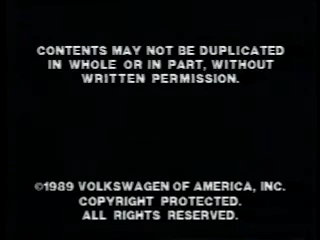 CONTENTS MAY NOT BE DUPLICATED
IN WHOLE OR IN PART, WITHOUT
WRITTEN PERMISSION.
©1989 VOLKSWAGEN OF AMERICA, INC.
COPYRIGHT PROTECTED.
ALL RIGHTS RESERVED.